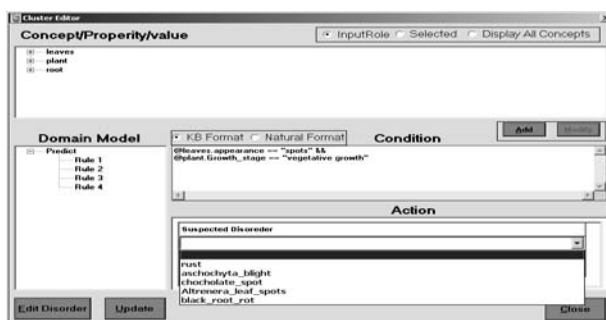 Cluster Editor
Concept/Properity/value
InputRole Selected Display All Concepts
leaves
plant
root
Add Modify
Domain Model
KB Format Natural Format
Condition
Predict
Rule 1
Rule 2
Rule 3
Rule 4
@leaves.appearance == "spots" &&
@plant.Growth_stage == "vegetative growth"
Action
Suspected Disoreder
rust
aschochyta_blight
chocholate_spot
Altrenera_leaf_spots
black_root_rot
Edit Disorder Update Close